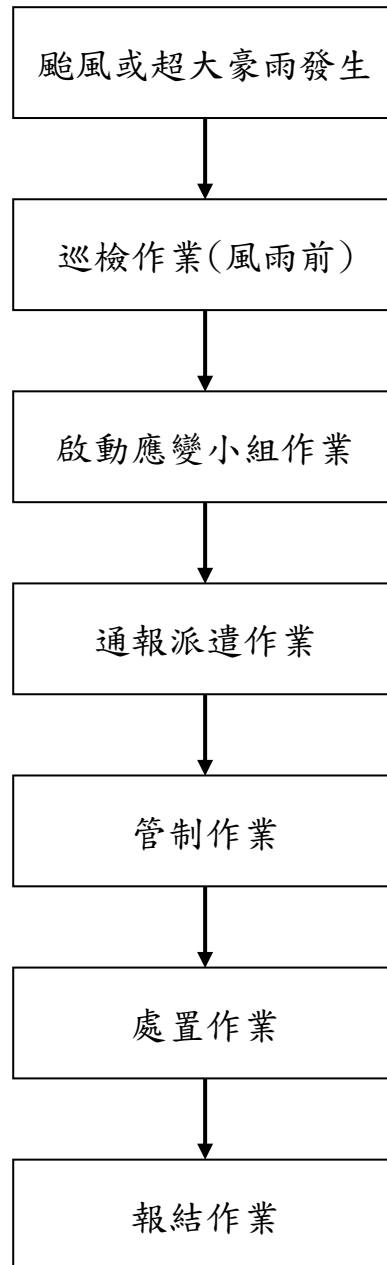 颱風或超大豪雨發生
巡檢作業(風雨前)
啟動應變小組作業
通報派遣作業
管制作業
處置作業
報結作業